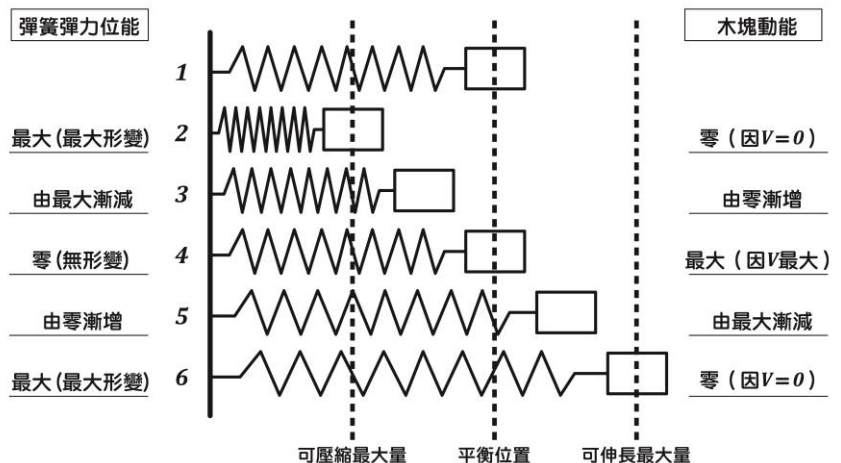 彈簧彈力位能
木塊動能
1
最大(最大形變) 2 零（因V=0）
由最大漸減 3 由零漸增
零(無形變) 4 最大（因V最大）
由零漸增 5 由最大漸減
最大(最大形變) 6 零（因V=0）
可壓縮最大量 平衡位置 可伸長最大量